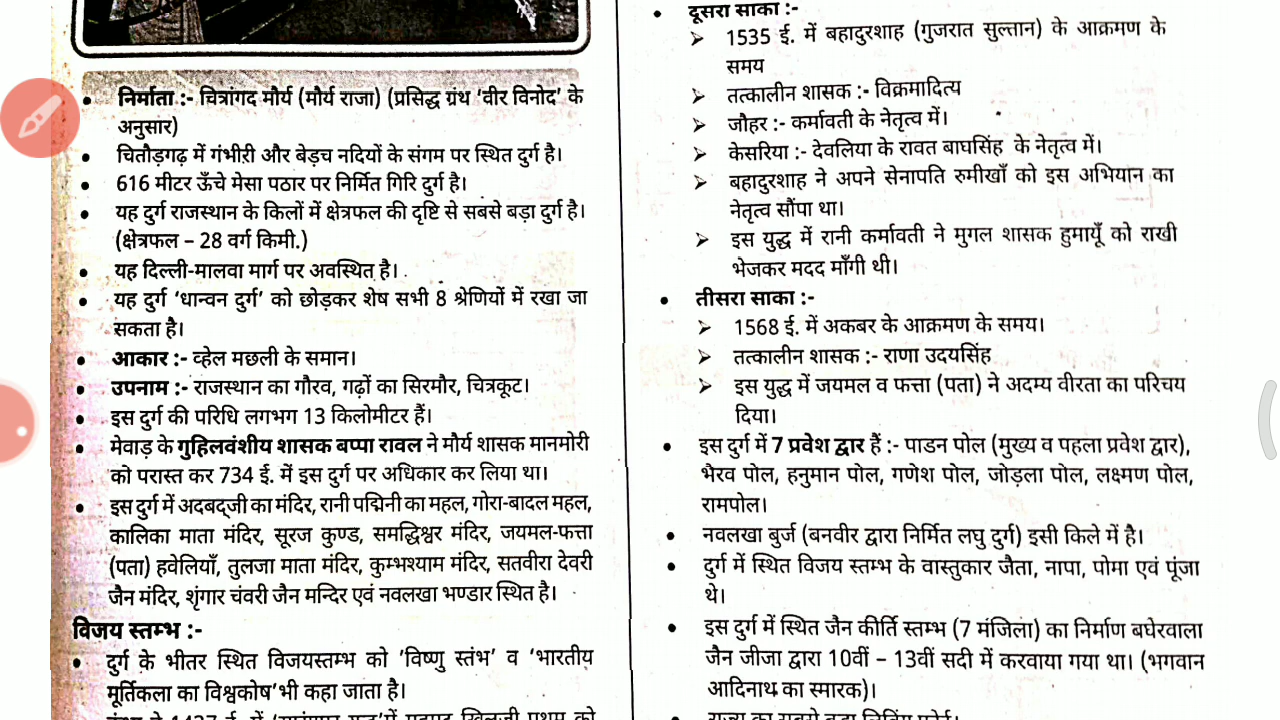 निर्माता :- चित्रांगद मौर्य (मौर्य राजा) (प्रसिद्ध ग्रंथ 'वीर विनोद' के
अनुसार)
चितौड़गढ़ में गंभीरी और बेड़च नदियों के संगम पर स्थित दुर्ग है।
616 मीटर ऊँचे मेसा पठार पर निर्मित गिरि दुर्ग है।
यह दुर्ग राजस्थान के किलों में क्षेत्रफल की दृष्टि से सबसे बड़ा दुर्ग है।
(क्षेत्रफल – 28 वर्ग किमी.)
यह दिल्ली-मालवा मार्ग पर अवस्थित है।
यह दुर्ग 'धान्वन दुर्ग' को छोड़कर शेष सभी 8 श्रेणियों में रखा जा
सकता है।
आकार :- व्हेल मछली के समान।
उपनाम :- राजस्थान का गौरव, गढ़ों का सिरमौर, चित्रकूट।
इस दुर्ग की परिधि लगभग 13 किलोमीटर हैं।
मेवाड़ के गुहिलवंशीय शासक बप्पा रावल ने मौर्य शासक मानमोरी
को परास्त कर 734 ई. में इस दुर्ग पर अधिकार कर लिया था।
इस दुर्ग में अदबद्जी का मंदिर, रानी पद्मिनी का महल, गोरा-बादल महल,
कालिका माता मंदिर, सूरज कुण्ड, समद्धिश्वर मंदिर, जयमल-फत्ता
(पता) हवेलियाँ, तुलजा माता मंदिर, कुम्भश्याम मंदिर, सतवीरा देवरी
जैन मंदिर, शृंगार चंवरी जैन मन्दिर एवं नवलखा भण्डार स्थित है।
विजय स्तम्भ :-
दुर्ग के भीतर स्थित विजयस्तम्भ को 'विष्णु स्तंभ' व 'भारतीय
मूर्तिकला का विश्वकोष' भी कहा जाता है।
दूसरा साका :-
1535 ई. में बहादुरशाह (गुजरात सुल्तान) के आक्रमण के
समय
तत्कालीन शासक :- विक्रमादित्य
जौहर :- कर्मावती के नेतृत्व में।
केसरिया :- देवलिया के रावत बाघसिंह के नेतृत्व में।
बहादुरशाह ने अपने सेनापति रुमीखाँ को इस अभियान का
नेतृत्व सौंपा था।
इस युद्ध में रानी कर्मावती ने मुगल शासक हुमायूँ को राखी
भेजकर मदद माँगी थी।
तीसरा साका :-
1568 ई. में अकबर के आक्रमण के समय।
तत्कालीन शासक :- राणा उदयसिंह
इस युद्ध में जयमल व फत्ता (पता) ने अदम्य वीरता का परिचय
दिया।
इस दुर्ग में 7 प्रवेश द्वार हैं :- पाडन पोल (मुख्य व पहला प्रवेश द्वार),
भैरव पोल, हनुमान पोल, गणेश पोल, जोड़ला पोल, लक्ष्मण पोल,
रामपोल।
नवलखा बुर्ज (बनवीर द्वारा निर्मित लघु दुर्ग) इसी किले में है।
दुर्ग में स्थित विजय स्तम्भ के वास्तुकार जैता, नापा, पोमा एवं पूंजा
थे।
इस दुर्ग में स्थित जैन कीर्ति स्तम्भ (7 मंजिला) का निर्माण बघेरवाला
जैन जीजा द्वारा 10वीं – 13वीं सदी में करवाया गया था। (भगवान
आदिनाथ का स्मारक)।